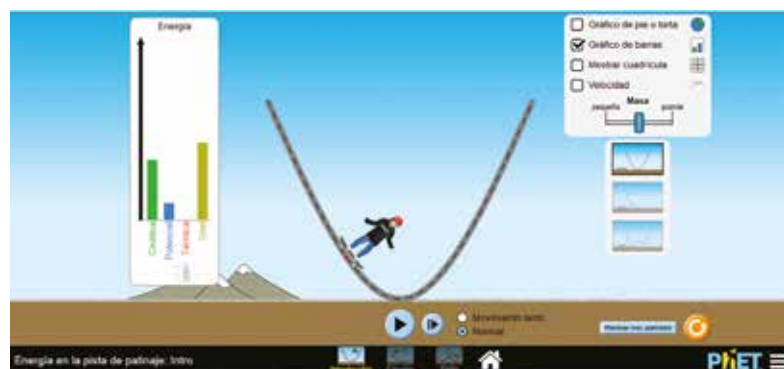 Energía
Cinética
Potencial
Térmica
Total
Gráfico de pie o torta
Gráfico de barras
Mostrar cuadrícula
Velocidad
Masa
pequeña
grande
Movimiento lento
Normal
Energía en la pista de patinaje: Intro
PhET